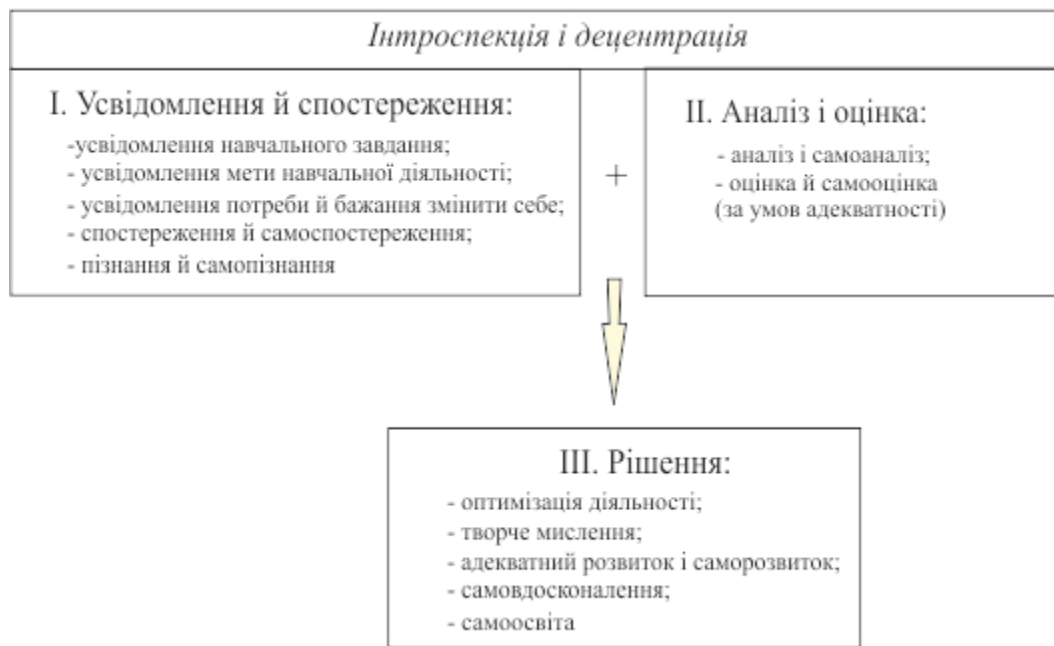 Інтроспекція і децентрація
І. Усвідомлення й спостереження:
-усвідомлення навчального завдання;
- усвідомлення мети навчальної діяльності;
- усвідомлення потреби й бажання змінити себе;
- спостереження й самоспостереження;
- пізнання й самопізнання
+
ІІ. Аналіз і оцінка:
- аналіз і самоаналіз;
- оцінка й самооцінка
(за умов адекватності)
ІІІ. Рішення:
- оптимізація діяльності;
- творче мислення;
- адекватний розвиток і саморозвиток;
- самовдосконалення;
- самоосвіта